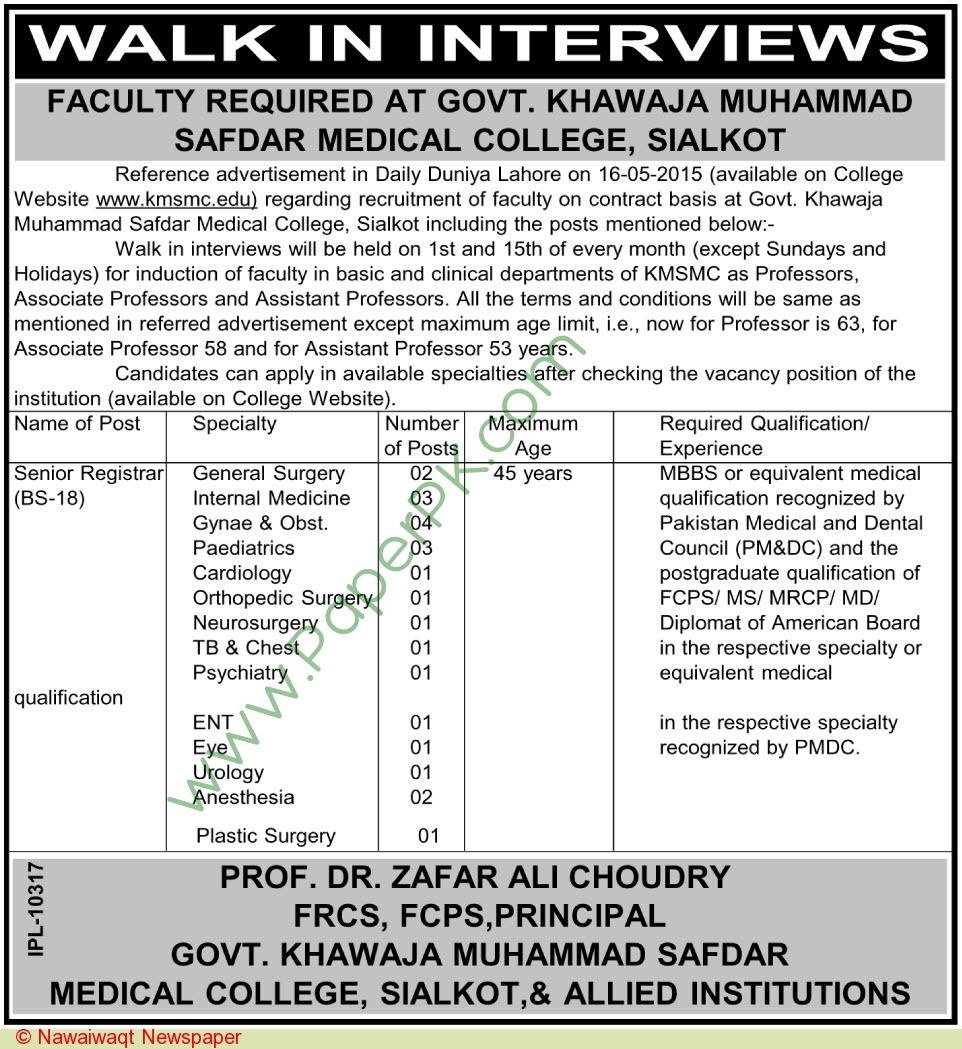 WALK IN INTERVIEWS
FACULTY REQUIRED AT GOVT. KHAWAJA MUHAMMAD
SAFDAR MEDICAL COLLEGE, SIALKOT
Reference advertisement in Daily Duniya Lahore on 16-05-2015 (available on College
Website www.kmsmc.edu) regarding recruitment of faculty on contract basis at Govt. Khawaja
Muhammad Safdar Medical College, Sialkot including the posts mentioned below:-
Walk in interviews will be held on 1st and 15th of every month (except Sundays and
Holidays) for induction of faculty in basic and clinical departments of KMSMC as Professors,
Associate Professors and Assistant Professors. All the terms and conditions will be same as
mentioned in referred advertisement except maximum age limit, i.e., now for Professor is 63, for
Associate Professor 58 and for Assistant Professor 53 years.
Candidates can apply in available specialties after checking the vacancy position of the
institution (available on College Website).
Name of Post Specialty Number Maximum Required Qualification/
of Posts Age Experience
Senior Registrar General Surgery 02 45 years MBBS or equivalent medical
(BS-18) Internal Medicine 03 qualification recognized by
Gynae & Obst. 04 Pakistan Medical and Dental
Paediatrics 03 Council (PM&DC) and the
Cardiology 01 postgraduate qualification of
Orthopedic Surgery 01 FCPS/ MS/ MRCP/ MD/
Neurosurgery 01 Diplomat of American Board
TB & Chest 01 in the respective specialty or
Psychiatry 01 equivalent medical
qualification
ENT 01 in the respective specialty
Eye 01 recognized by PMDC.
Urology 01
Anesthesia 02
Plastic Surgery 01
www.PaperPK.com
IPL-10317
PROF. DR. ZAFAR ALI CHOUDRY
FRCS, FCPS,PRINCIPAL
GOVT. KHAWAJA MUHAMMAD SAFDAR
MEDICAL COLLEGE, SIALKOT,& ALLIED INSTITUTIONS
© Nawaiwaqt Newspaper